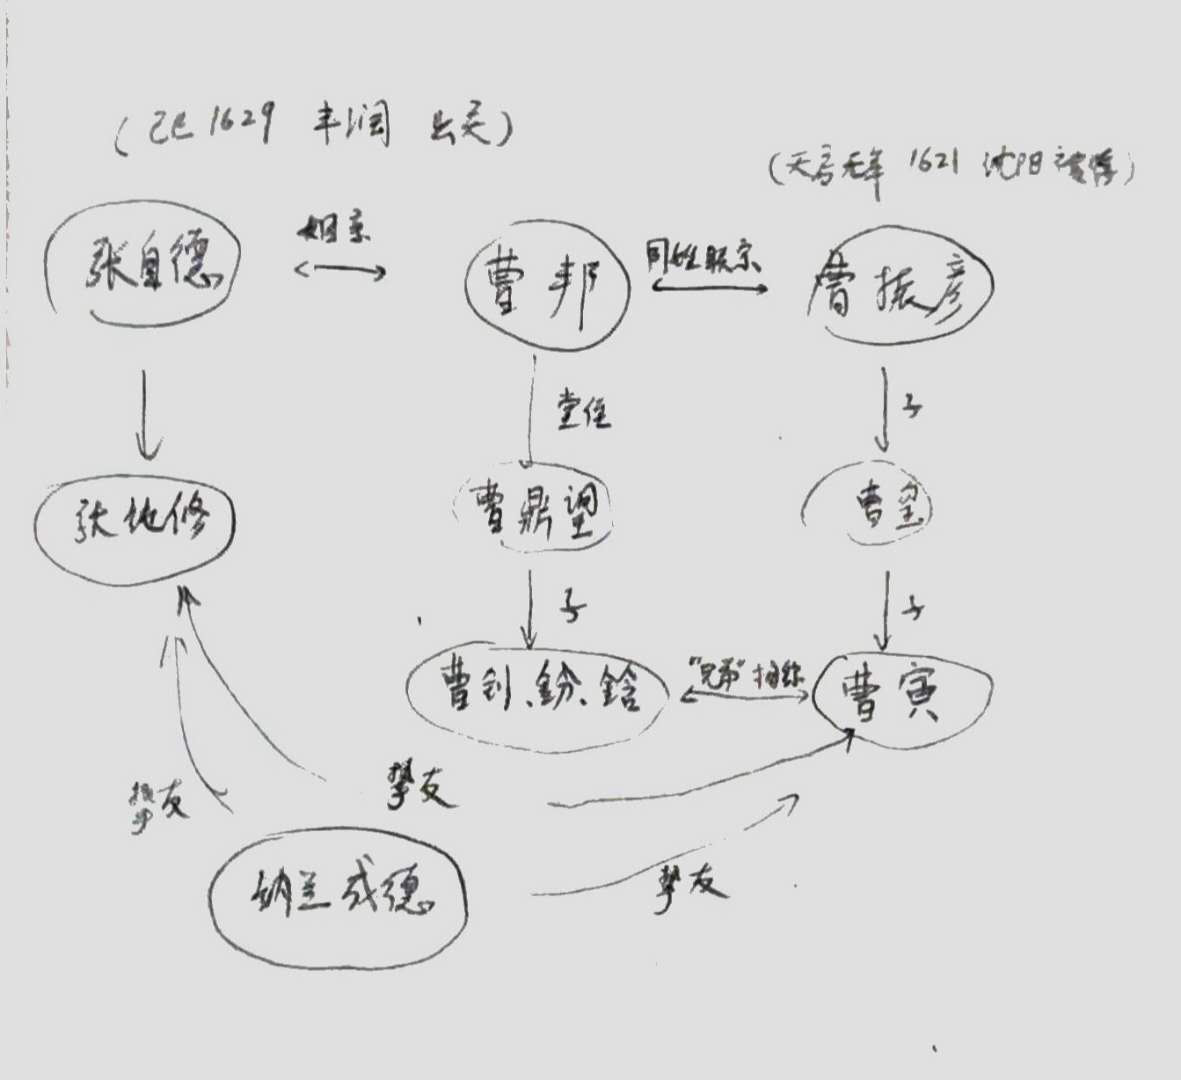 (己巳 1629 丰润 出关)
(天启元年 1621 沈阳被俘)
张自德
姻亲
曹邦
同姓联宗
曹振彦
堂侄
子
张纯修
曹鼎望
曹玺
子
子
曹钊、鈖、鋡
"兄弟"相称
曹寅
挚友
挚友
纳兰成德
挚友